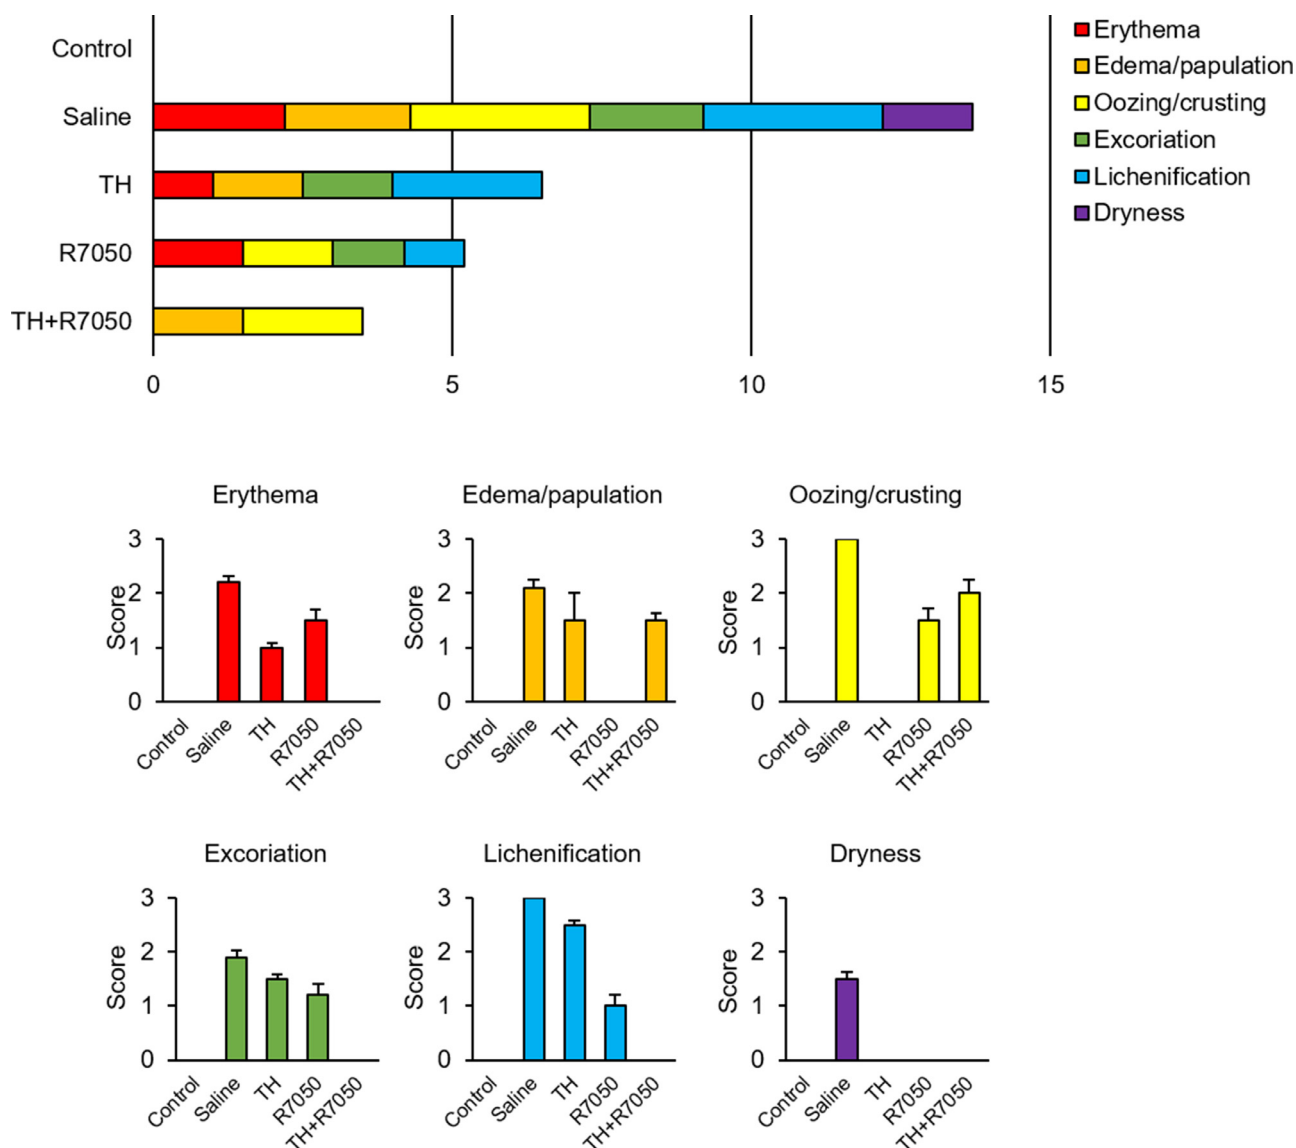 Control
Saline
TH
R7050
TH+R7050
0 5 10 15
Erythema
Edema/papulation
Oozing/crusting
Excoriation
Lichenification
Dryness
Erythema
Score
3
2
1
0
Control Saline TH R7050 TH+R7050
Edema/papulation
Score
3
2
1
0
Control Saline TH R7050 TH+R7050
Oozing/crusting
Score
3
2
1
0
Control Saline TH R7050 TH+R7050
Excoriation
Score
3
2
1
0
Control Saline TH R7050 TH+R7050
Lichenification
Score
3
2
1
0
Control Saline TH R7050 TH+R7050
Dryness
Score
3
2
1
0
Control Saline TH R7050 TH+R7050